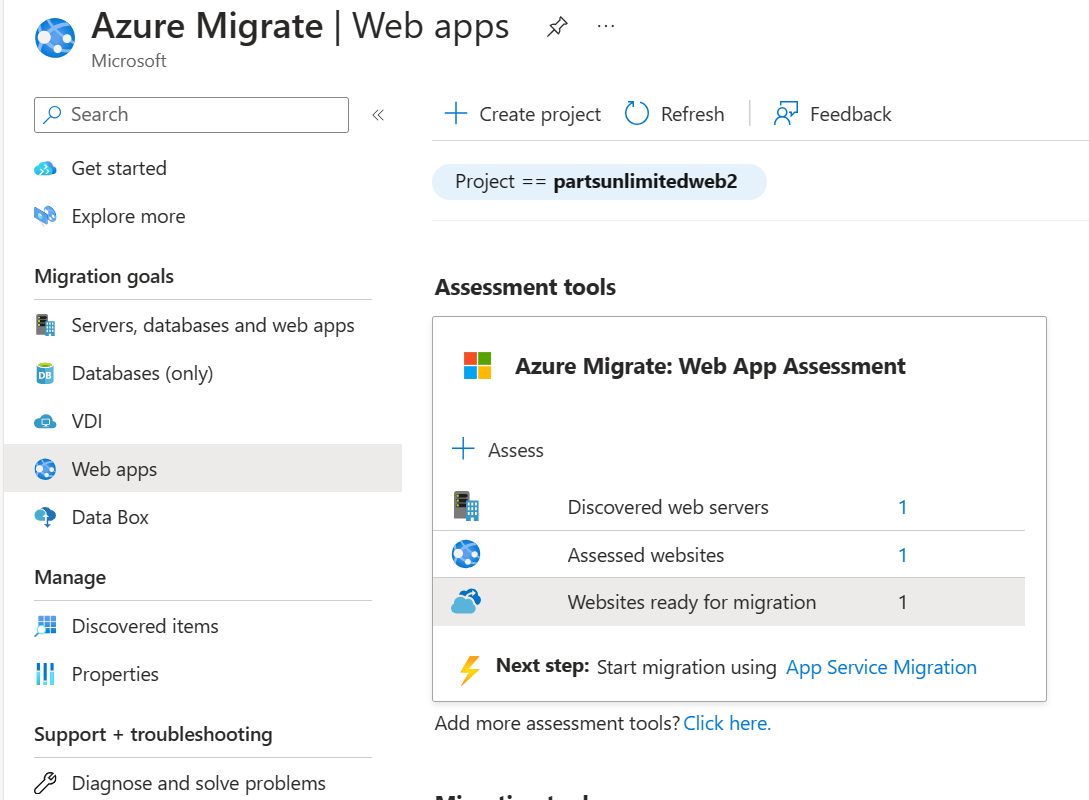 Azure Migrate | Web apps
...
Microsoft
Search
«
Get started
Explore more
Migration goals
Servers, databases and web apps
DB
Databases (only)
VDI
Web apps
Data Box
Manage
Discovered items
Properties
Support + troubleshooting
Diagnose and solve problems
Create project
Refresh
Feedback
Project == partsunlimitedweb2
Assessment tools
Azure Migrate: Web App Assessment
Assess
Discovered web servers 1
Assessed websites 1
Websites ready for migration 1
Next step: Start migration using App Service Migration
Add more assessment tools? Click here.